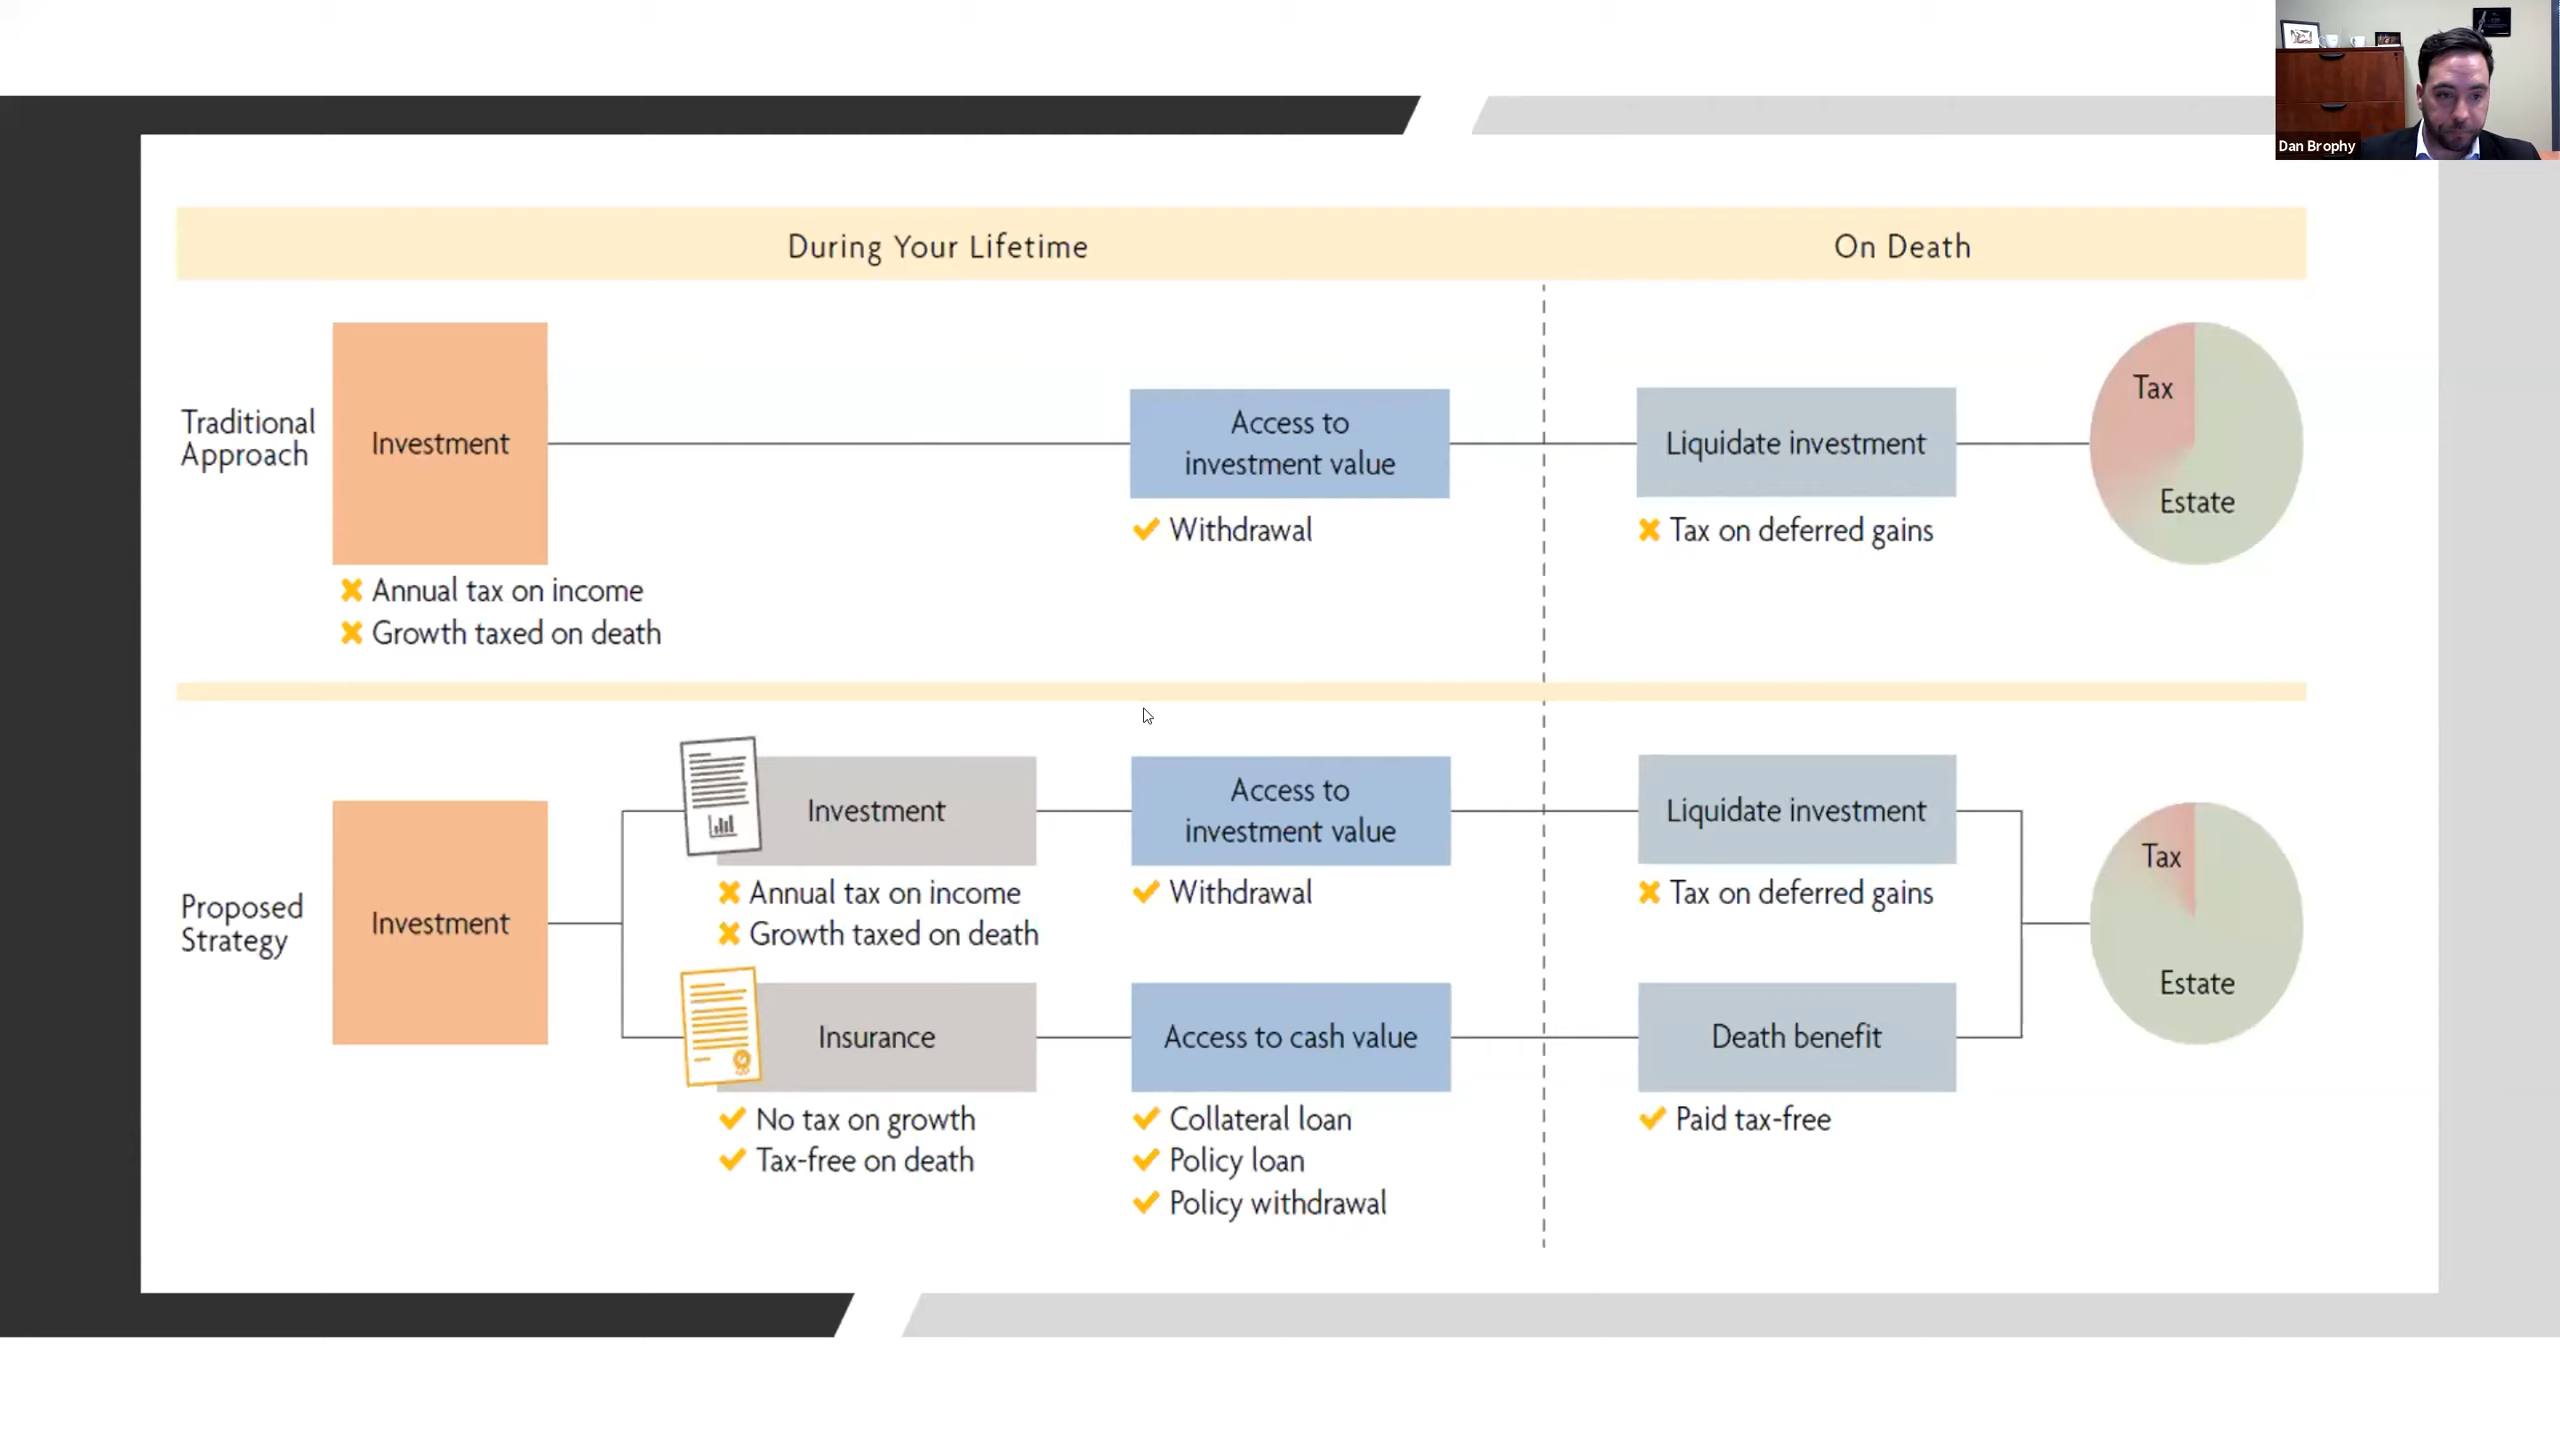 Dan Brophy
During Your Lifetime
On Death
Traditional
Approach
Investment
Annual tax on income
Growth taxed on death
Access to
investment value
Withdrawal
Liquidate investment
Tax on deferred gains
Tax
Estate
Proposed
Strategy
Investment
Investment
Annual tax on income
Growth taxed on death
Access to
investment value
Withdrawal
Liquidate investment
Tax on deferred gains
Insurance
No tax on growth
Tax-free on death
Access to cash value
Collateral loan
Policy loan
Policy withdrawal
Death benefit
Paid tax-free
Tax
Estate